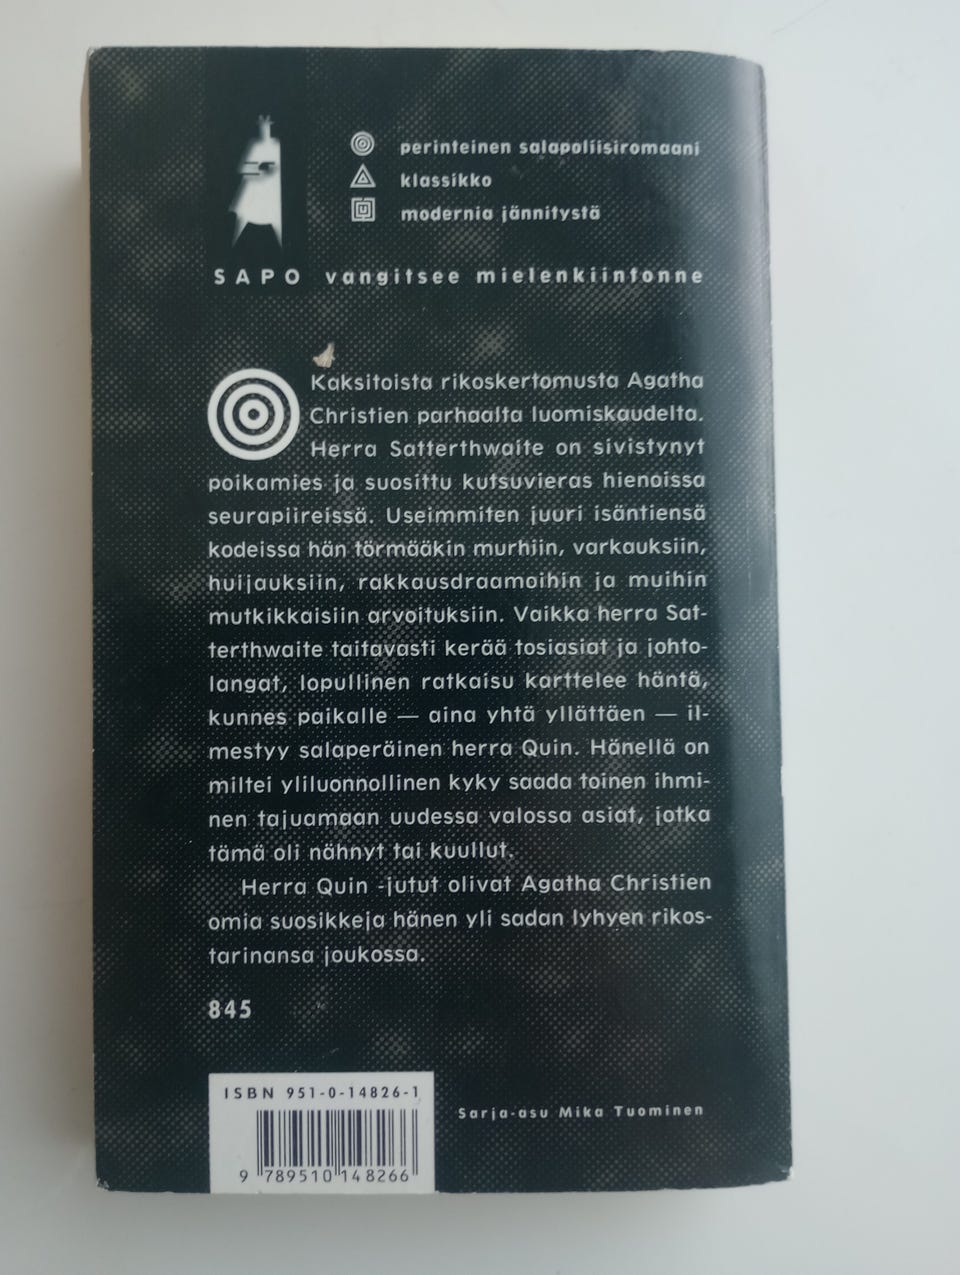 perinteinen salapoliisiromaani
klassikko
modernia jännitystä
SAPO vangitsee mielenkiintonne
Kaksitoista rikoskertomusta Agatha
Christien parhaalta luomiskaudelta.
Herra Satterthwaite on sivistynyt
poikamies ja suosittu kutsuvieras hienoissa
seurapiireissä. Useimmiten juuri isäntiensä
kodeissa hän törmääkin murhiin, varkauksiin,
huijauksiin, rakkausdraamoihin ja muihin
mutkikkaisiin arvoituksiin. Vaikka herra Sat-
terthwaite taitavasti kerää tosiasiat ja johto-
langat, lopullinen ratkaisu karttelee häntä,
kunnes paikalle — aina yhtä yllättäen — il-
mestyy salaperäinen herra Quin. Hänellä on
miltei yliluonnollinen kyky saada toinen ihmi-
nen tajuamaan uudessa valossa asiat, jotka
tämä oli nähnyt tai kuullut.
Herra Quin -jutut olivat Agatha Christien
omia suosikkeja hänen yli sadan lyhyen rikos-
tarinansa joukossa.
845
ISBN 951-0-14826-1
9 789510 148266
Sarja-asu Mika Tuominen